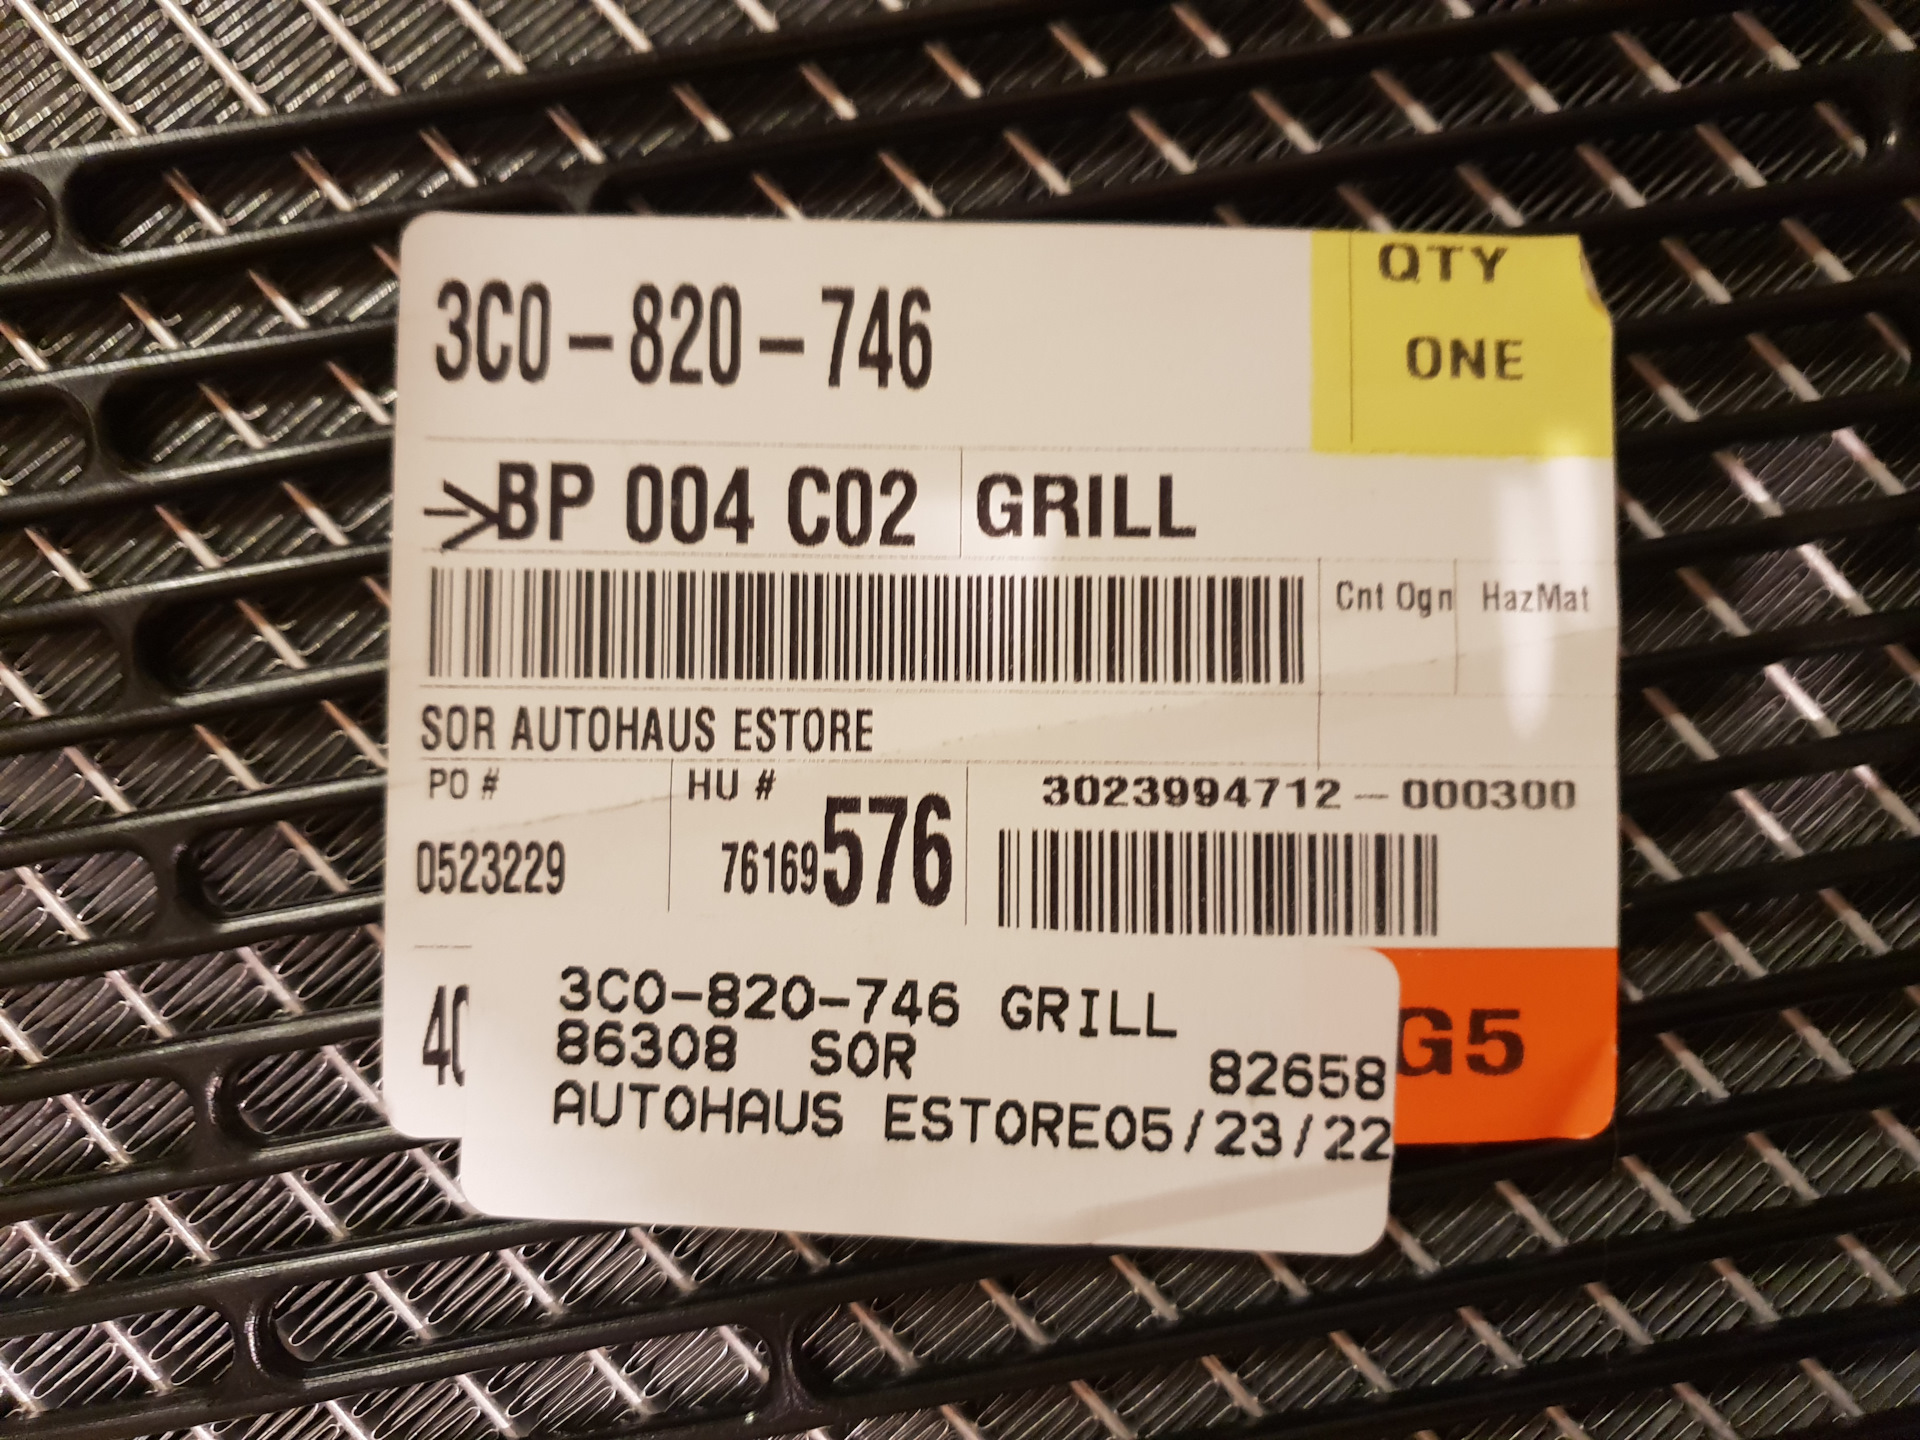 3C0-820-746
QTY
ONE
BP 004 C02 GRILL
Cnt Ogn HazMat
SOR AUTOHAUS ESTORE
PO # HU # 3023994712-000300
0523229 76169576
3C0-820-746 GRILL
86308 SOR 82658
AUTOHAUS ESTORE05/23/22
G5